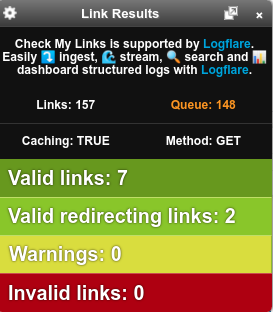 Link Results
×
Check My Links is supported by Logflare.
Easily ⤵️ ingest, 🌊 stream, 🔍 search and 📊
dashboard structured logs with Logflare.
Links: 157 Queue: 148
Caching: TRUE Method: GET
Valid links: 7
Valid redirecting links: 2
Warnings: 0
Invalid links: 0